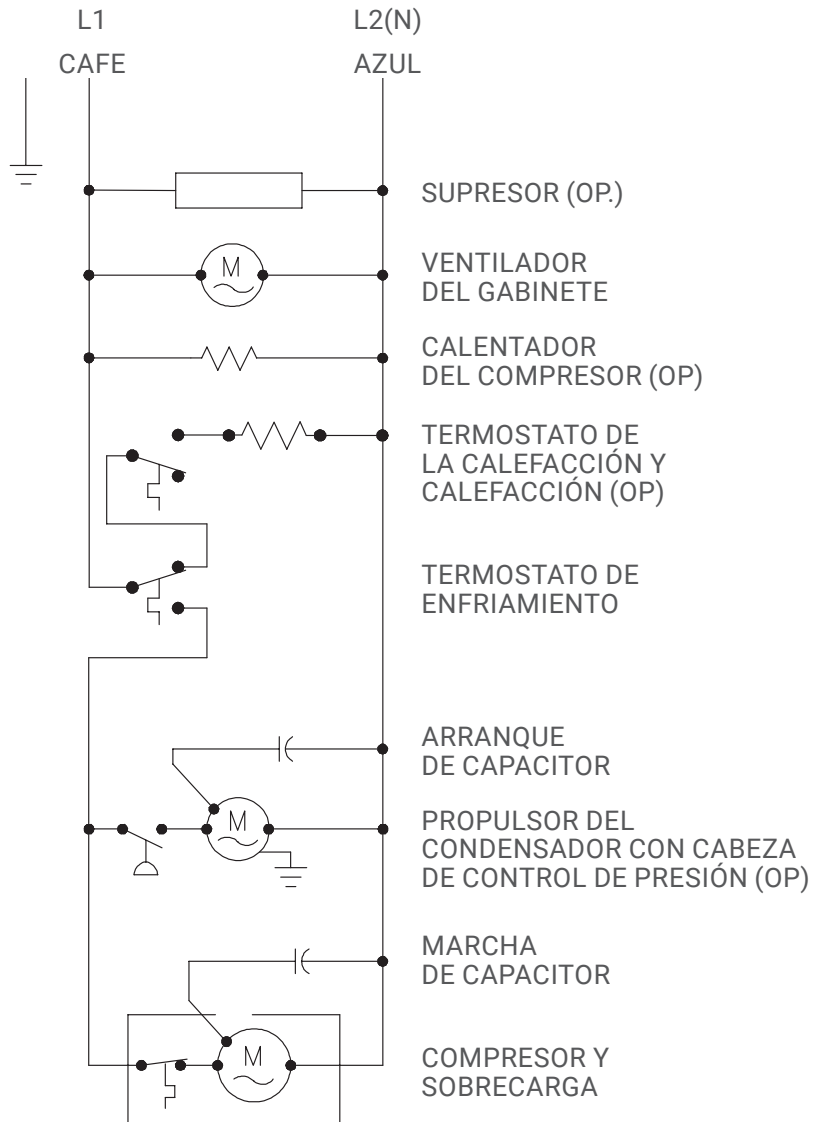 L1 L2(N)
CAFE AZUL
SUPRESOR (OP.)
M
VENTILADOR
DEL GABINETE
CALENTADOR
DEL COMPRESOR (OP)
TERMOSTATO DE
LA CALEFACCIÓN Y
CALEFACCIÓN (OP)
TERMOSTATO DE
ENFRIAMIENTO
ARRANQUE
DE CAPACITOR
M
PROPULSOR DEL
CONDENSADOR CON CABEZA
DE CONTROL DE PRESIÓN (OP)
MARCHA
DE CAPACITOR
M
COMPRESOR Y
SOBRECARGA